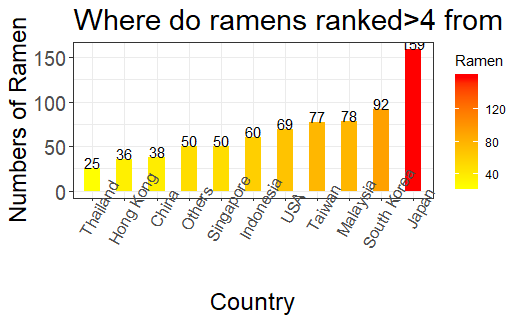 Where do ramens ranked>4 from
Numbers of Ramen
150
100
50
0
25
36
38
50
50
60
69
77
78
92
159
Thailand
Hong Kong
China
Others
Singapore
Indonesia
USA
Taiwan
Malaysia
South Korea
Japan
Country
Ramen
120
80
40